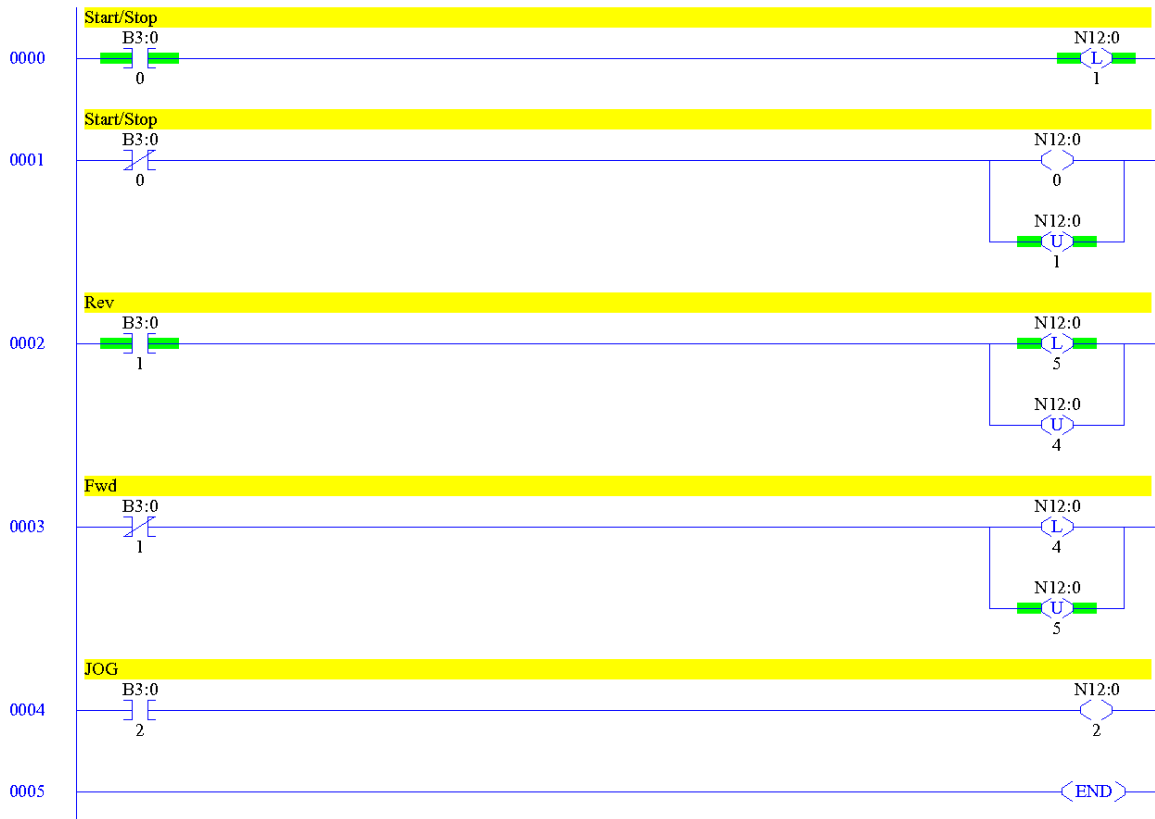 Start/Stop
B3:0 N12:0
0000 L
0 1
Start/Stop
B3:0 N12:0
0001
0 0
N12:0
U
1
Rev
B3:0 N12:0
0002 L
1 5
N12:0
U
4
Fwd
B3:0 N12:0
0003 L
1 4
N12:0
U
5
JOG
B3:0 N12:0
0004
2 2
0005 END